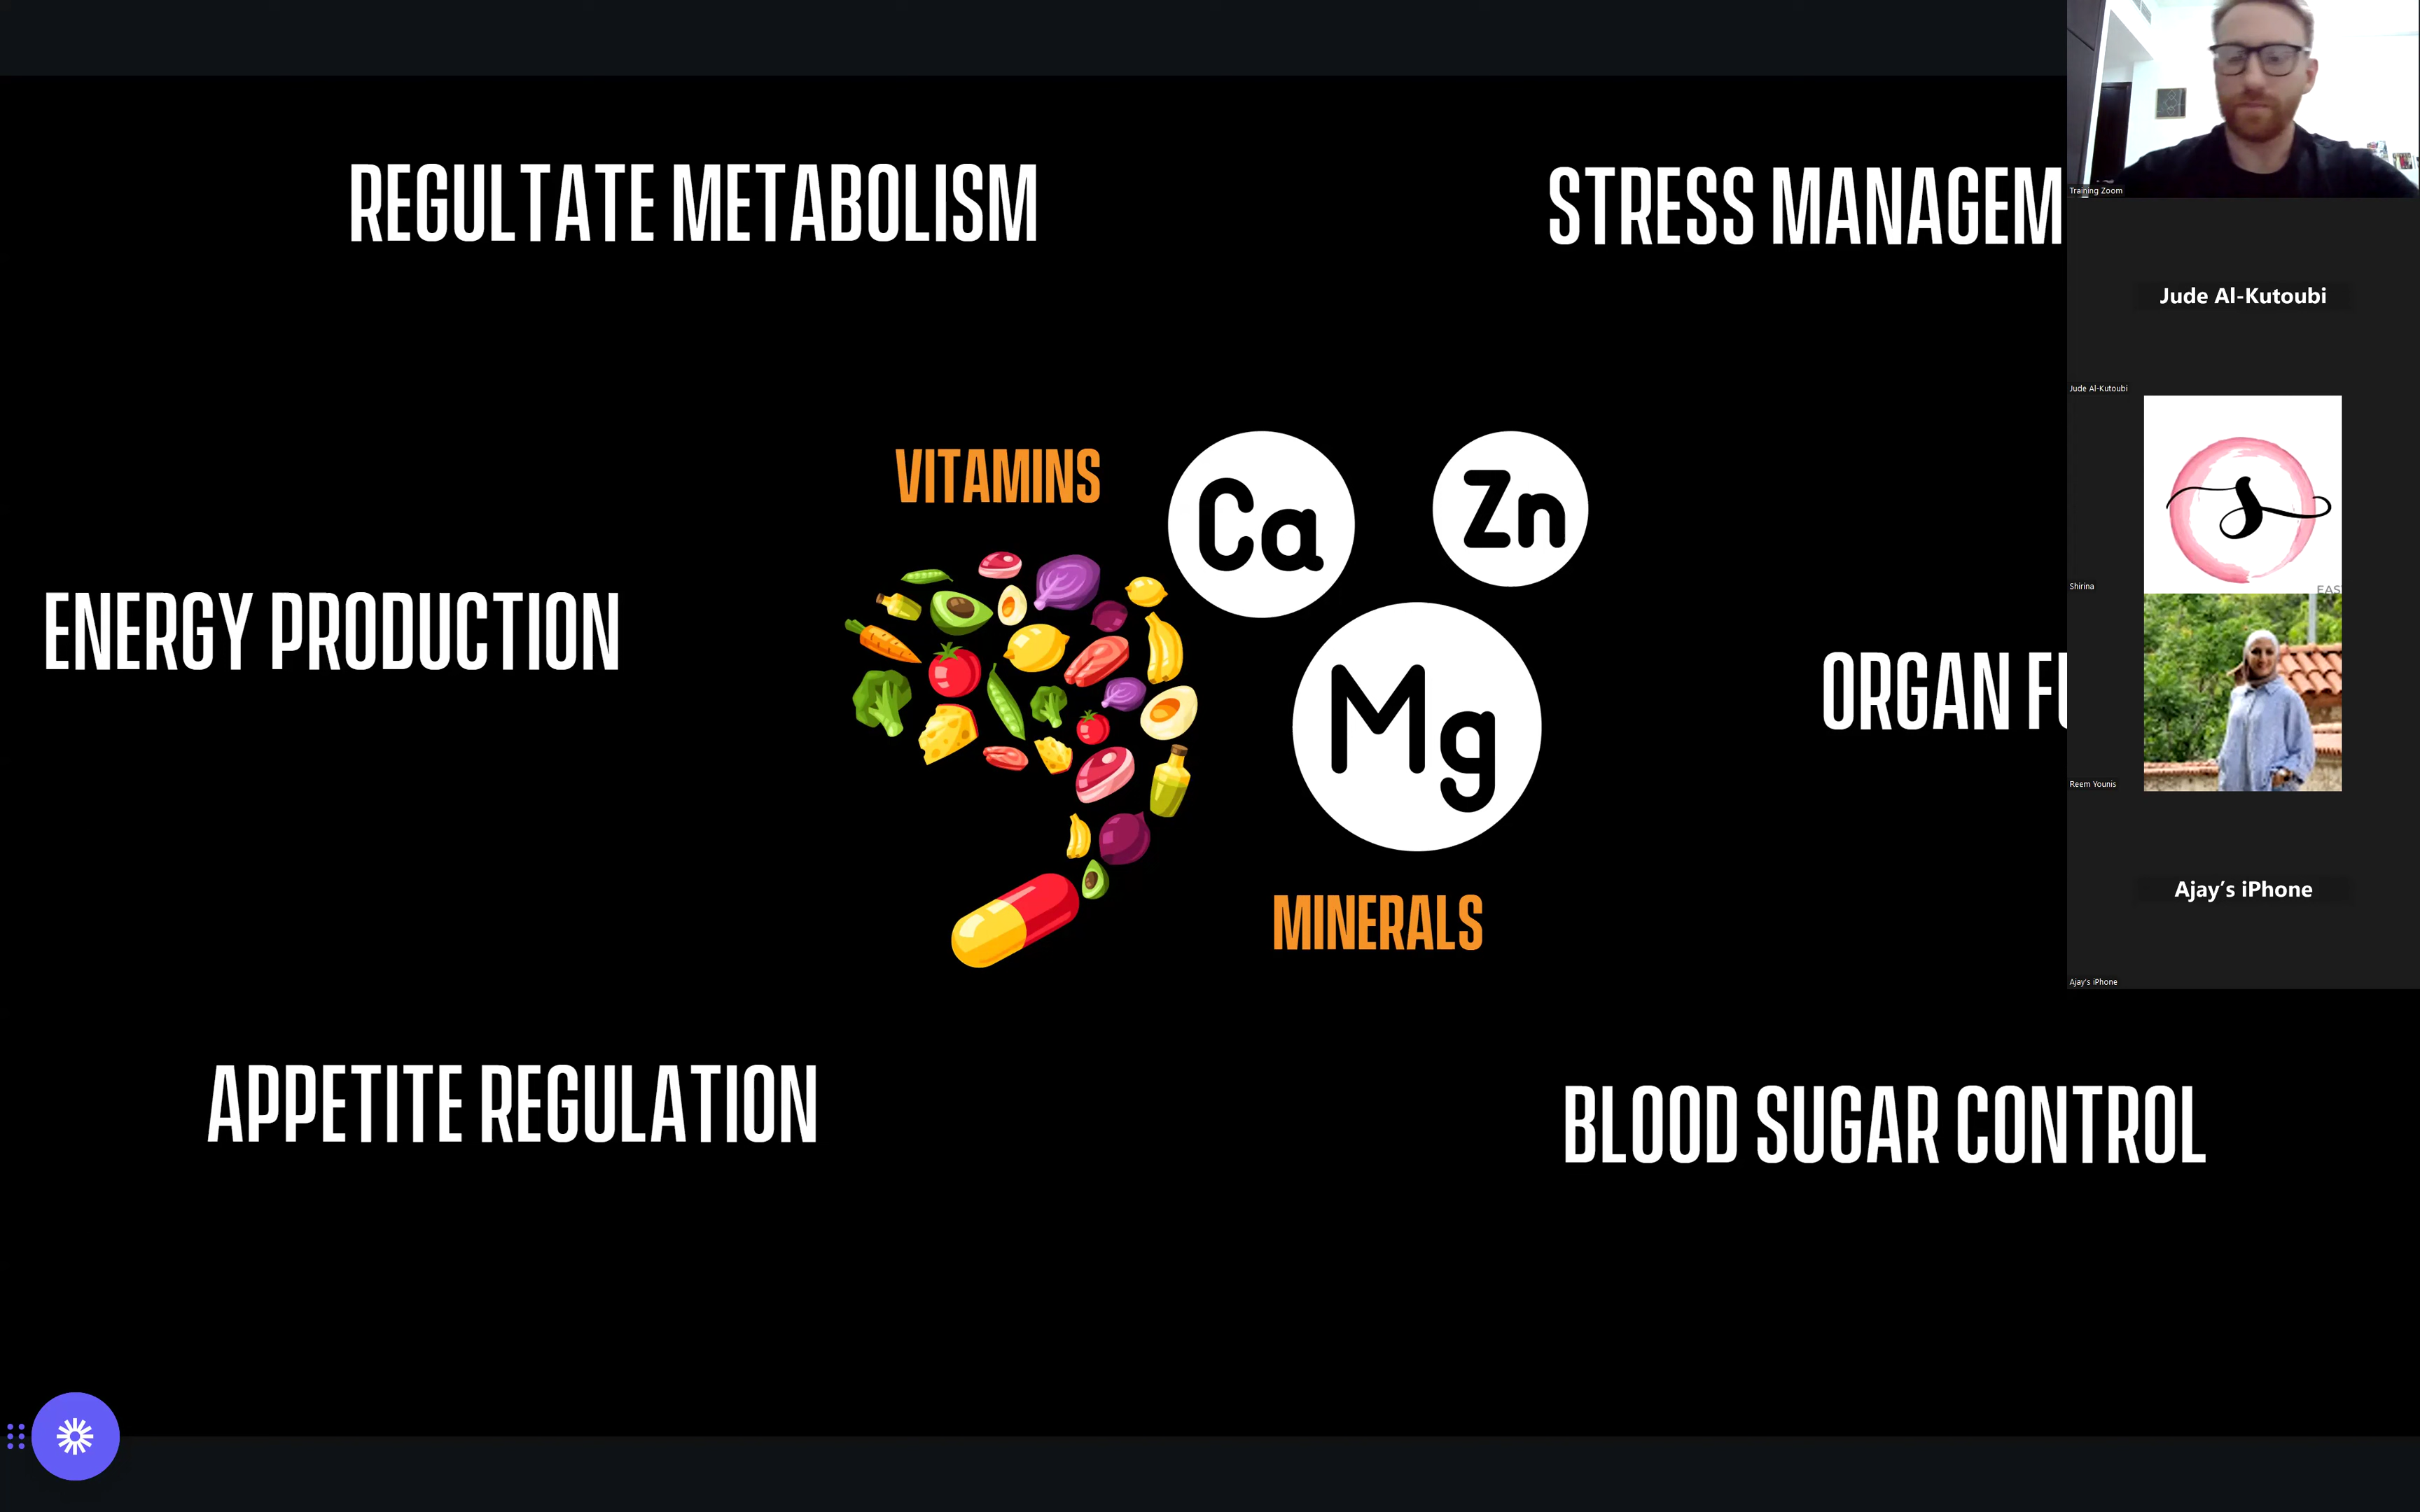 REGULTATE METABOLISM
STRESS MANAGEM
VITAMINS
Ca
Zn
ENERGY PRODUCTION
Mg
ORGAN FU
MINERALS
APPETITE REGULATION
BLOOD SUGAR CONTROL
Training Zoom
Jude Al-Kutoubi
Jude Al-Kutoubi
s
EAS
Shirina
Reem Younis
Ajay's iPhone
Ajay's iPhone